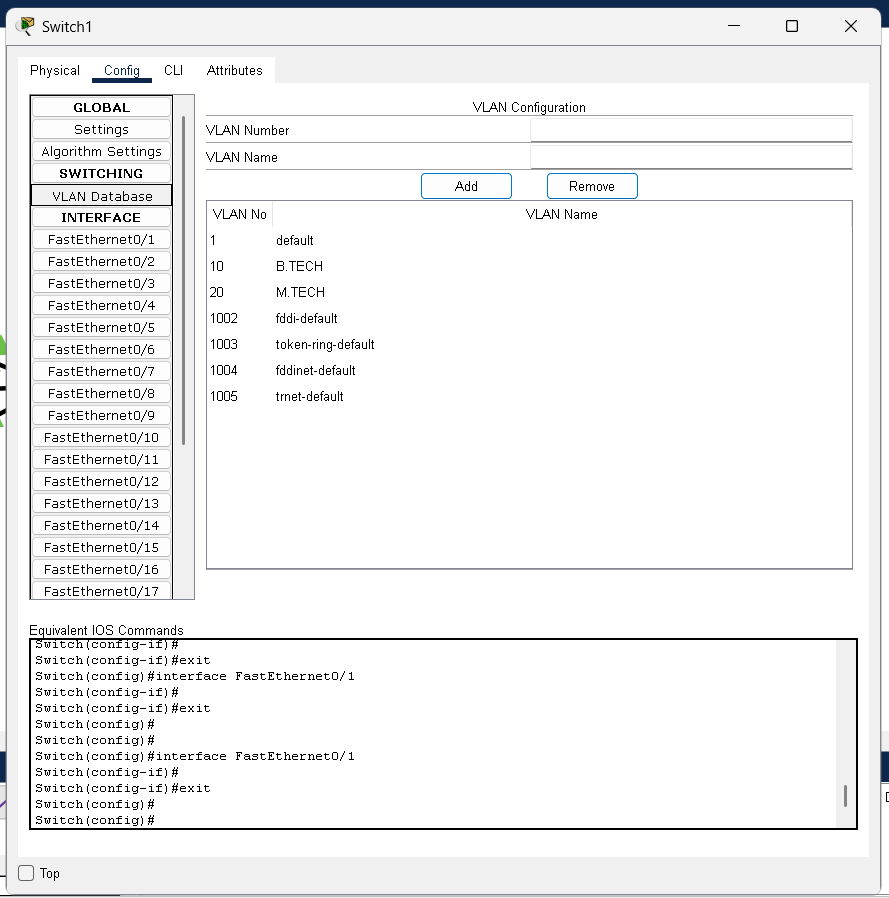 Switch1
Physical Config CLI Attributes
GLOBAL
Settings
Algorithm Settings
SWITCHING
VLAN Database
INTERFACE
FastEthernet0/1
FastEthernet0/2
FastEthernet0/3
FastEthernet0/4
FastEthernet0/5
FastEthernet0/6
FastEthernet0/7
FastEthernet0/8
FastEthernet0/9
FastEthernet0/10
FastEthernet0/11
FastEthernet0/12
FastEthernet0/13
FastEthernet0/14
FastEthernet0/15
FastEthernet0/16
FastEthernet0/17
VLAN Configuration
VLAN Number
VLAN Name
Add Remove
VLAN No VLAN Name
1 default
10 B.TECH
20 M.TECH
1002 fddi-default
1003 token-ring-default
1004 fddinet-default
1005 trnet-default
Equivalent IOS Commands
Switch(config-if)#
Switch(config-if)#exit
Switch(config)#interface FastEthernet0/1
Switch(config-if)#
Switch(config-if)#exit
Switch(config)#
Switch(config)#
Switch(config)#interface FastEthernet0/1
Switch(config-if)#
Switch(config-if)#exit
Switch(config)#
Switch(config)#
Top